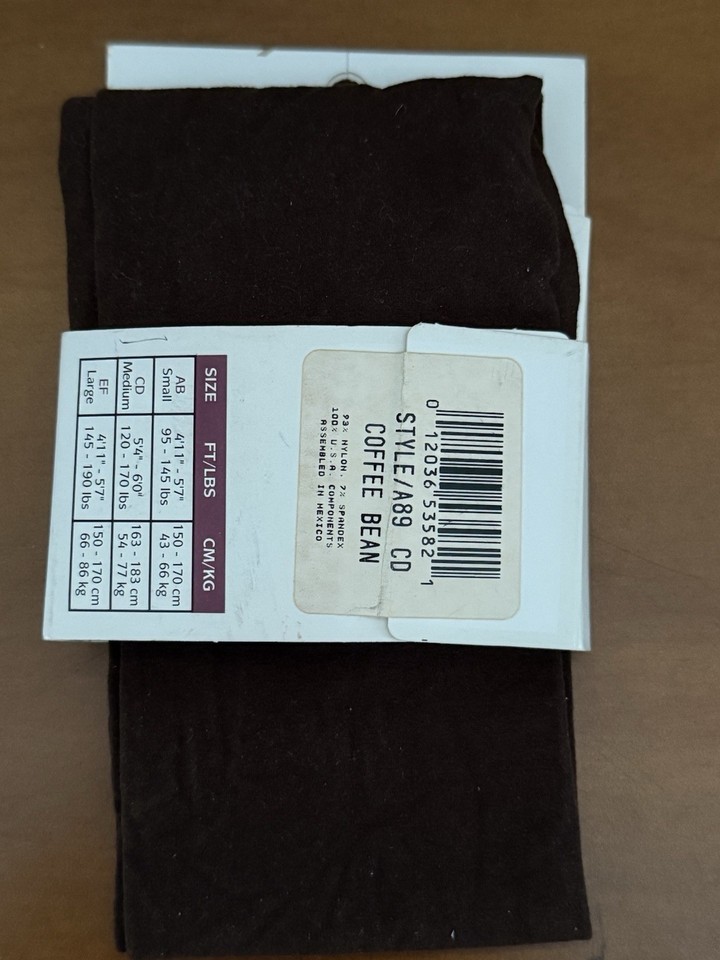 SIZE FT/LBS CM/KG
AB Small 4'11" - 5'7" 95 - 145 lbs 150 - 170 cm 43 - 66 kg
CD Medium 5'4" - 6'0" 120 - 170 lbs 163 - 183 cm 54 - 77 kg
EF Large 4'11" - 5'7" 145 - 190 lbs 150 - 170 cm 66 - 86 kg
0 12036 53582 1
STYLE/A89 CD
COFFEE BEAN
93% NYLON, 7% SPANDEX
100% U.S.A. COMPONENTS
ASSEMBLED IN MEXICO